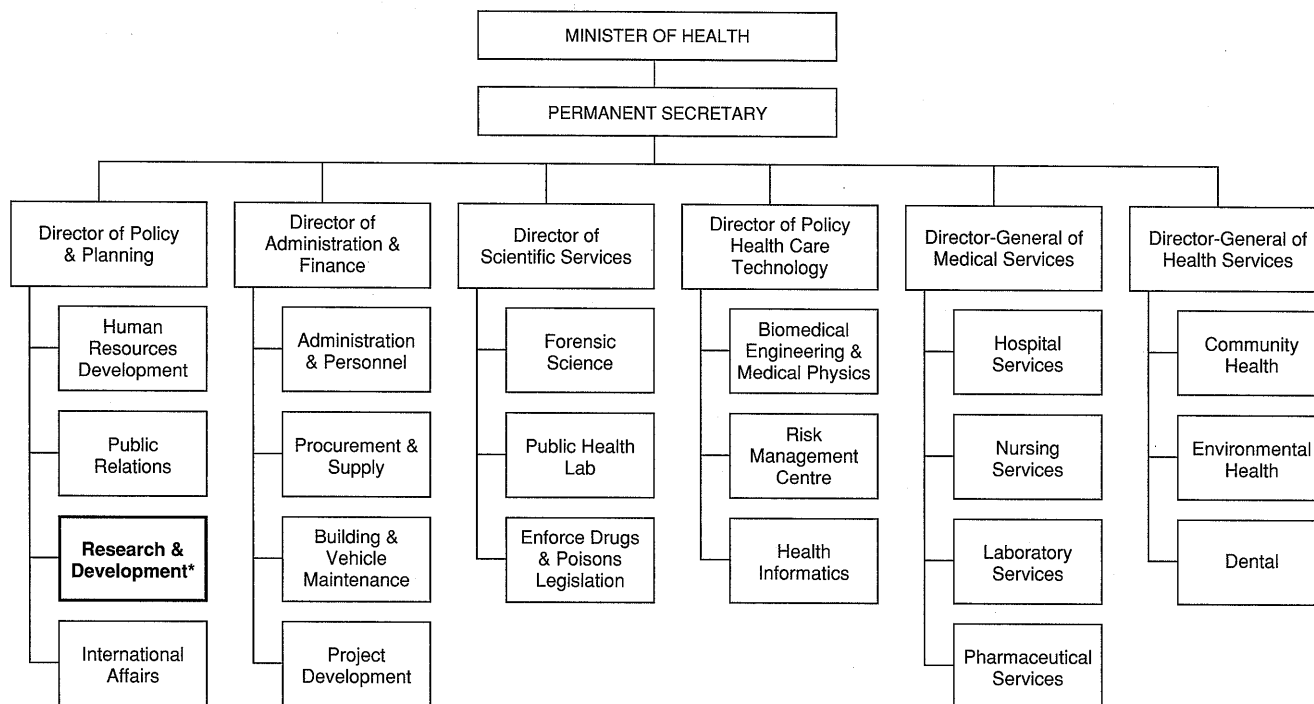 MINISTER OF HEALTH
PERMANENT SECRETARY
Director of Policy
& Planning
Human
Resources
Development
Public
Relations
Research &
Development*
International
Affairs
Director of
Administration &
Finance
Administration
& Personnel
Procurement &
Supply
Building &
Vehicle
Maintenance
Project
Development
Director of
Scientific Services
Forensic
Science
Public Health
Lab
Enforce Drugs
& Poisons
Legislation
Director of Policy
Health Care
Technology
Biomedical
Engineering &
Medical Physics
Risk
Management
Centre
Health
Informatics
Director-General of
Medical Services
Hospital
Services
Nursing
Services
Laboratory
Services
Pharmaceutical
Services
Director-General of
Health Services
Community
Health
Environmental
Health
Dental